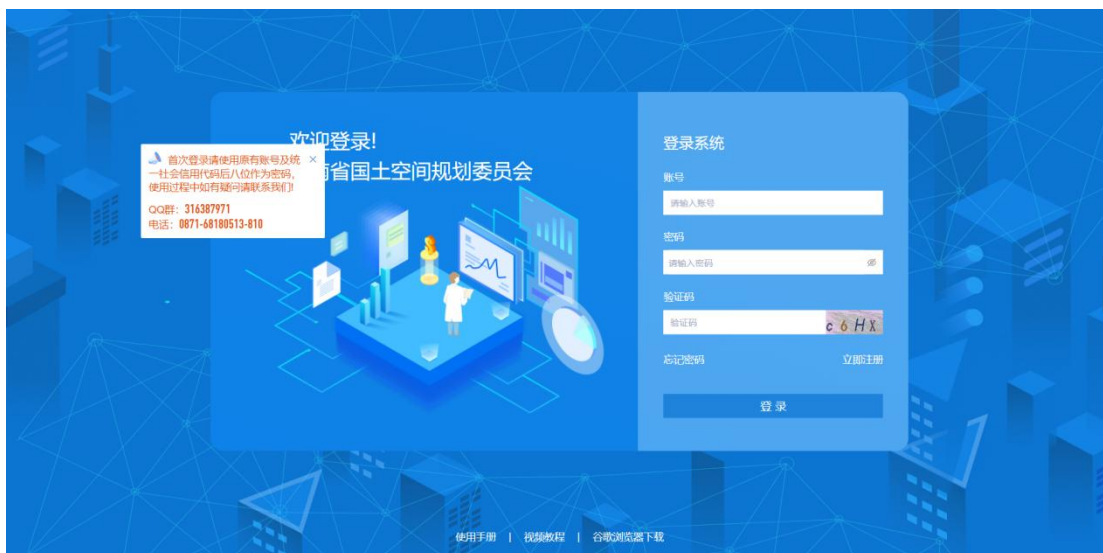 欢迎登录!
省国土空间规划委员会
首次登录请使用原有账号及统
一社会信用代码后八位作为密码,
使用过程中如有疑问请联系我们!
QQ群: 316387971
电话: 0871-68180513-810
登录系统
账号
请输入账号
密码
请输入密码
验证码
验证码
c 6 H X
忘记密码 立即注册
登 录
使用手册 | 视频教程 | 谷歌浏览器下载